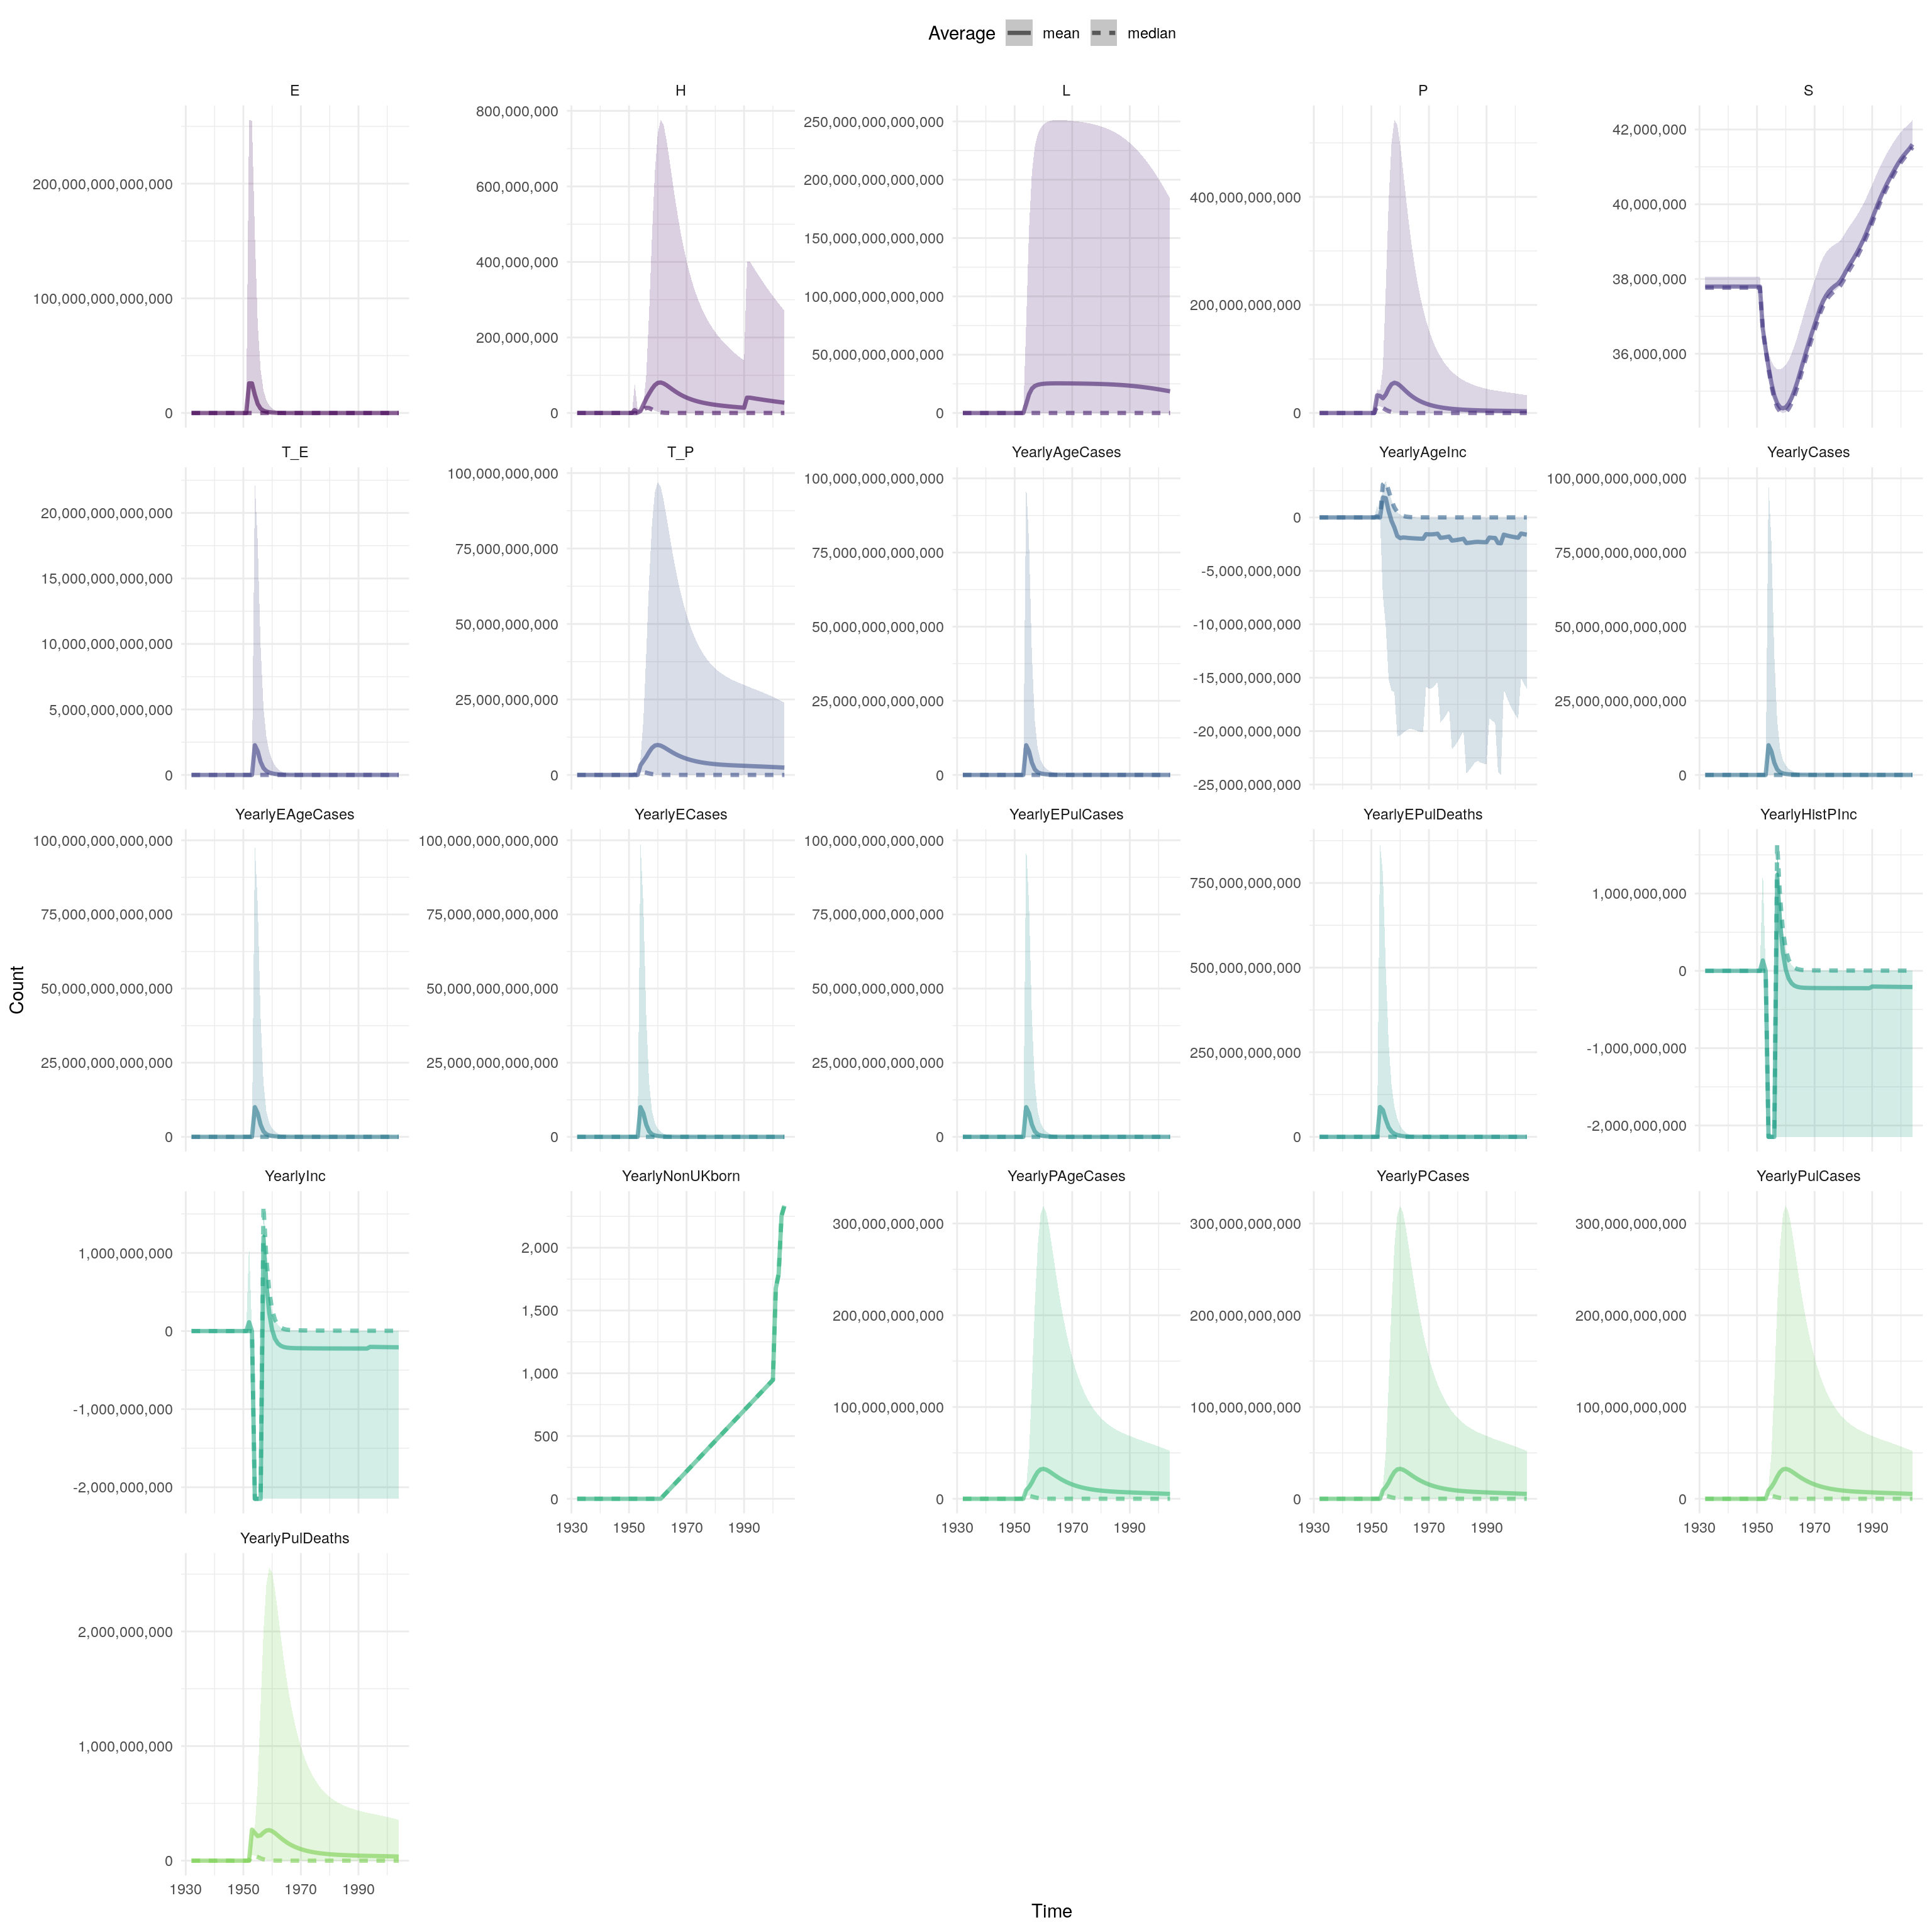 Average mean median
E H L P S
800,000,000
250,000,000,000,000 42,000,000
200,000,000,000,000 600,000,000 200,000,000,000,000 400,000,000,000 40,000,000
150,000,000,000,000
400,000,000 38,000,000
100,000,000,000,000 100,000,000,000,000 200,000,000,000
200,000,000 50,000,000,000,000 36,000,000
0 0 0 0
T_E T_P YearlyAgeCases YearlyAgeInc YearlyCases
100,000,000,000 100,000,000,000,000 100,000,000,000,000
20,000,000,000,000 0
75,000,000,000 75,000,000,000,000 -5,000,000,000 75,000,000,000,000
15,000,000,000,000
50,000,000,000 50,000,000,000,000 -10,000,000,000 50,000,000,000,000
10,000,000,000,000
25,000,000,000 25,000,000,000,000 -15,000,000,000 25,000,000,000,000
5,000,000,000,000 -20,000,000,000
0 0 0 -25,000,000,000 0
YearlyEAgeCases YearlyECases YearlyEPulCases YearlyEPulDeaths YearlyHistPInc
100,000,000,000,000 100,000,000,000,000 100,000,000,000,000
75,000,000,000,000 75,000,000,000,000 75,000,000,000,000 750,000,000,000 1,000,000,000
50,000,000,000,000 50,000,000,000,000 50,000,000,000,000 500,000,000,000 0
25,000,000,000,000 25,000,000,000,000 25,000,000,000,000 250,000,000,000 -1,000,000,000
0 0 0 0 -2,000,000,000
Count
YearlyInc YearlyNonUKborn YearlyPAgeCases YearlyPCases YearlyPulCases
1,000,000,000 2,000 300,000,000,000 300,000,000,000 300,000,000,000
0 1,500 200,000,000,000 200,000,000,000 200,000,000,000
-1,000,000,000 1,000 100,000,000,000 100,000,000,000 100,000,000,000
500
-2,000,000,000 0 0 0 0
1930 1950 1970 1990 1930 1950 1970 1990 1930 1950 1970 1990 1930 1950 1970 1990
YearlyPulDeaths
2,000,000,000
1,000,000,000
0
1930 1950 1970 1990
Time